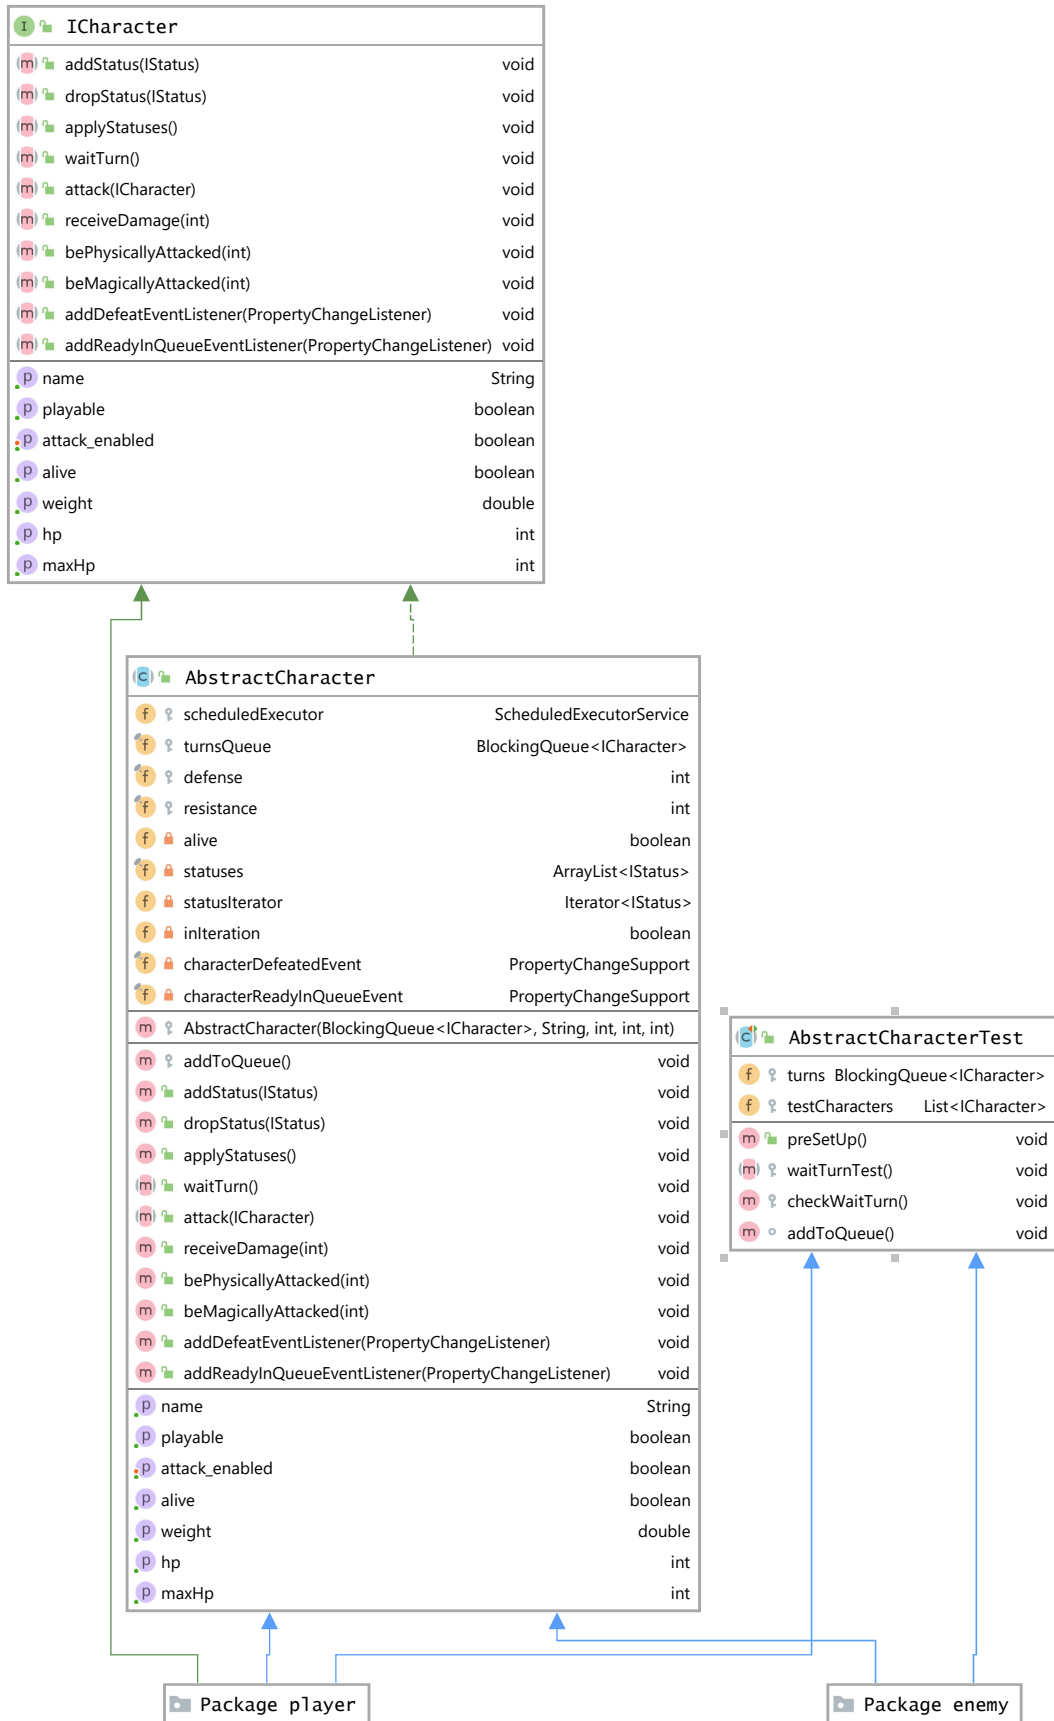 ICharacter
addStatus(IStatus) void
dropStatus(IStatus) void
applyStatuses() void
waitTurn() void
attack(ICharacter) void
receiveDamage(int) void
bePhysicallyAttacked(int) void
beMagicallyAttacked(int) void
addDefeatEventListener(PropertyChangeListener) void
addReadyInQueueEventListener(PropertyChangeListener) void
name String
playable boolean
attack_enabled boolean
alive boolean
weight double
hp int
maxHp int
AbstractCharacter
scheduledExecutor ScheduledExecutorService
turnsQueue BlockingQueue<ICharacter>
defense int
resistance int
alive boolean
statuses ArrayList<IStatus>
statusIterator Iterator<IStatus>
inIteration boolean
characterDefeatedEvent PropertyChangeSupport
characterReadyInQueueEvent PropertyChangeSupport
AbstractCharacter(BlockingQueue<ICharacter>, String, int, int, int)
addToQueue() void
addStatus(IStatus) void
dropStatus(IStatus) void
applyStatuses() void
waitTurn() void
attack(ICharacter) void
receiveDamage(int) void
bePhysicallyAttacked(int) void
beMagicallyAttacked(int) void
addDefeatEventListener(PropertyChangeListener) void
addReadyInQueueEventListener(PropertyChangeListener) void
name String
playable boolean
attack_enabled boolean
alive boolean
weight double
hp int
maxHp int
AbstractCharacterTest
turns BlockingQueue<ICharacter>
testCharacters List<ICharacter>
preSetUp() void
waitTurnTest() void
checkWaitTurn() void
addToQueue() void
Package player
Package enemy